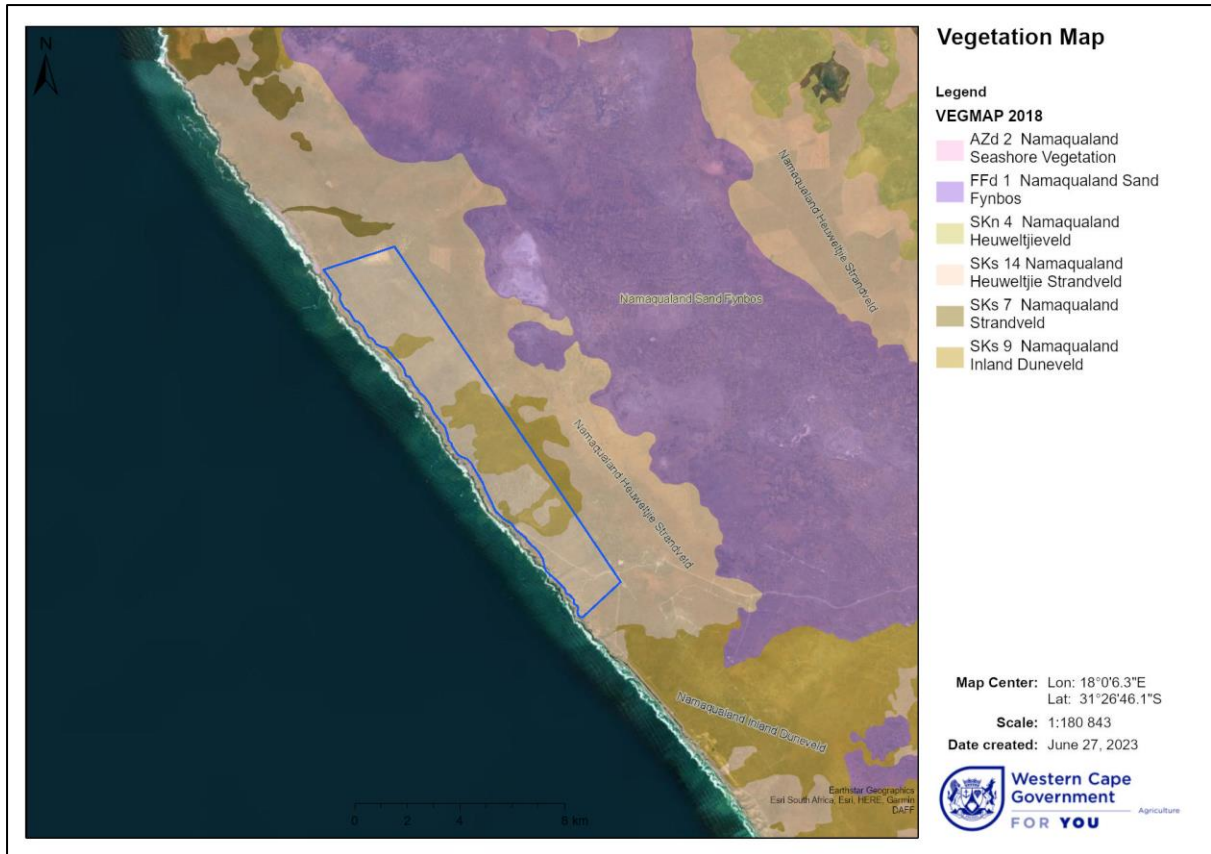 Vegetation Map
Legend
VEGMAP 2018
AZd 2 Namaqualand
Seashore Vegetation
FFd 1 Namaqualand Sand
Fynbos
SKn 4 Namaqualand
Heuweltjieveld
SKs 14 Namaqualand
Heuweltjie Strandveld
SKs 7 Namaqualand
Strandveld
SKs 9 Namaqualand
Inland Duneveld
N
Namaqualand Heuweltjie Strandveld
Namaqualand Sand Fynbos
Namaqualand Heuweltjie Strandveld
Namaqualand Inland Duneveld
Earthstar Geographics
Esri South Africa, Esri, HERE, Garmin
DAFF
0 2 4 8 km
Map Center: Lon: 18°0'6.3"E
Lat: 31°26'46.1"S
Scale: 1:180 843
Date created: June 27, 2023
Western Cape
Government
Agriculture
FOR YOU